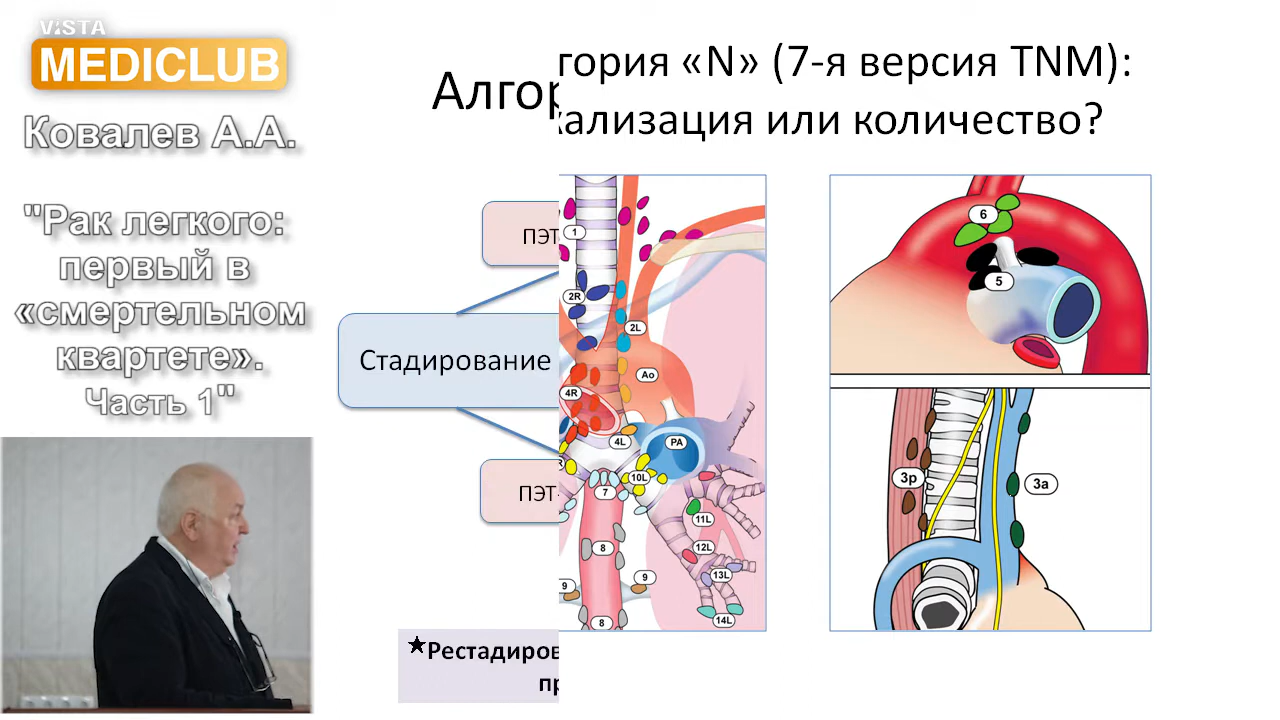 VISTA
MEDICLUB
Ковалев А.А.
"Рак легкого:
первый в
«смертельном
квартете».
Часть 1"
Алгор
гория «N» (7-я версия TNM):
кализация или количество?
ПЭТ
Стадирование
ПЭТ
★Рестадиров
пр
1
2R
2L
Ao
4R
4L
PA
10L
7
11L
8
12L
13L
9
9
8
14L
6
5
3p
3a